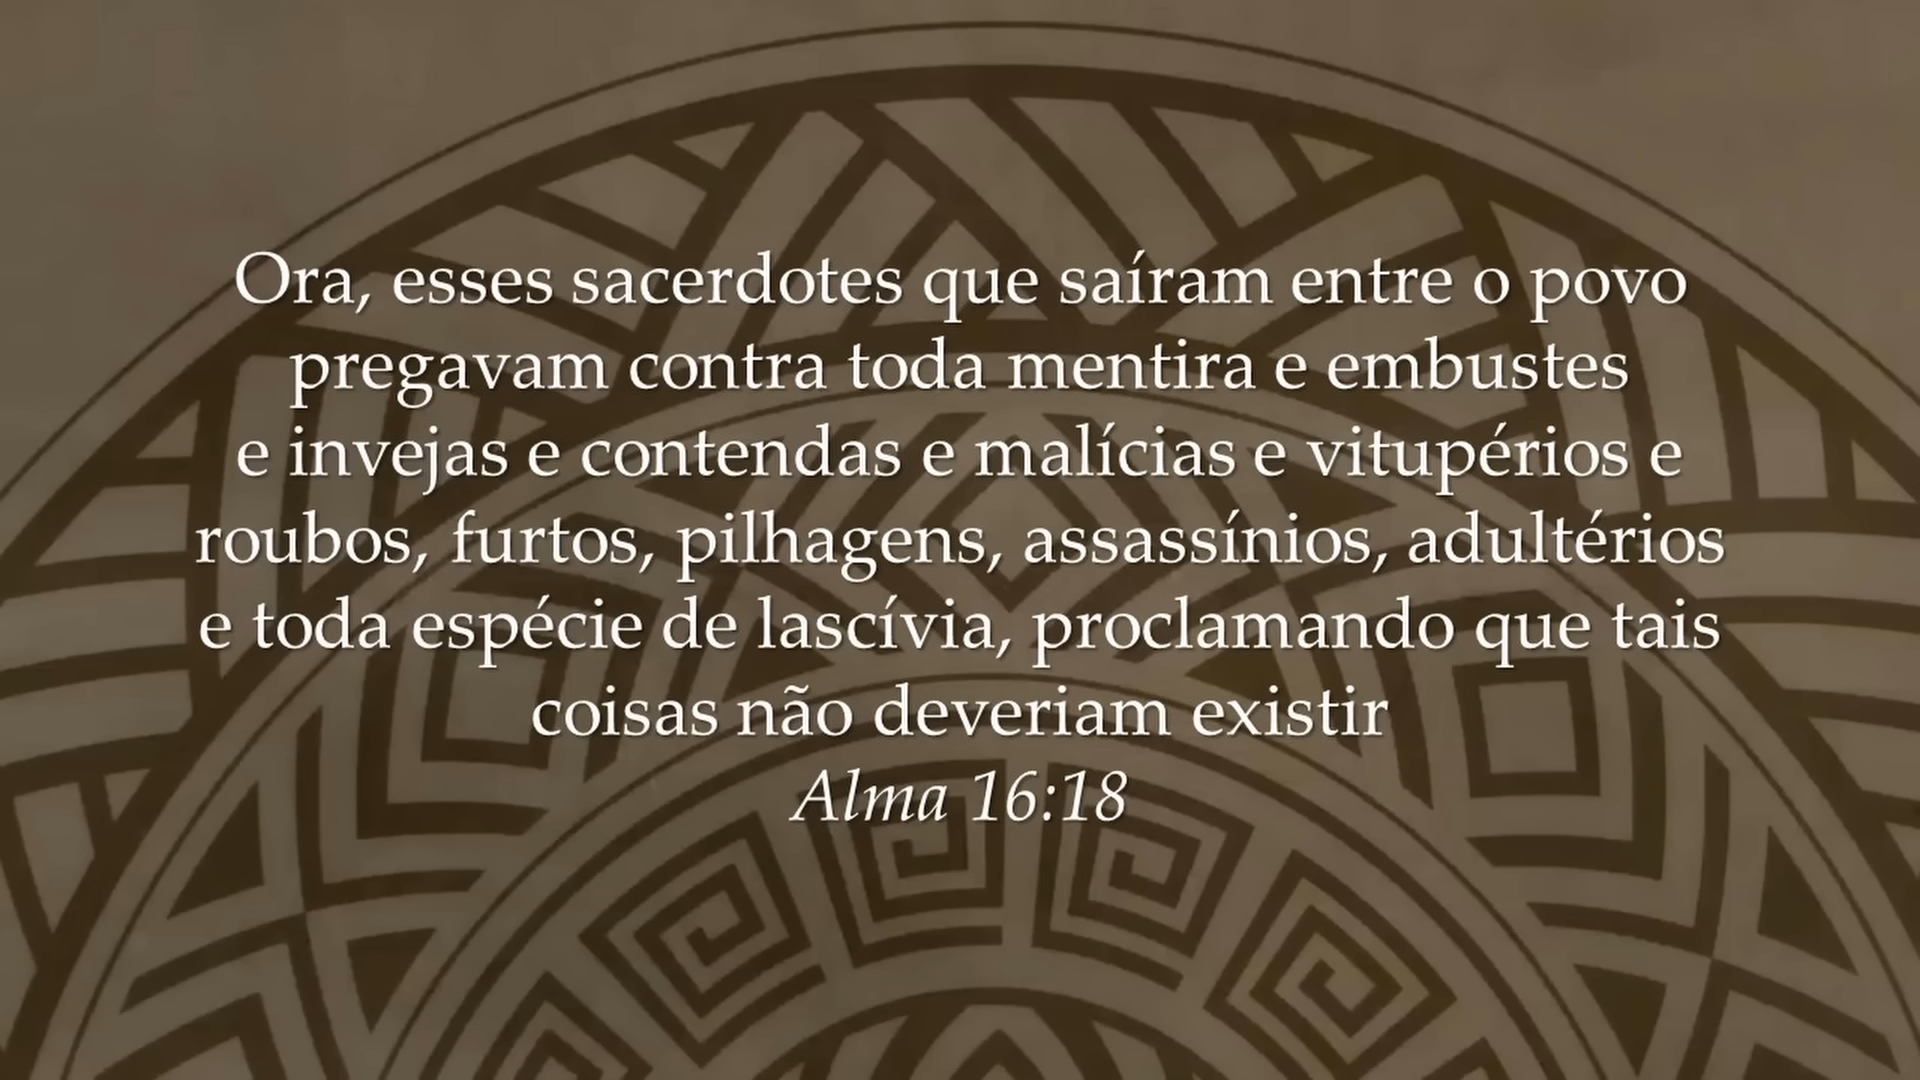 Ora, esses sacerdotes que saíram entre o povo
pregavam contra toda mentira e embustes
e invejas e contendas e malícias e vitupérios e
roubos, furtos, pilhagens, assassínios, adultérios
e toda espécie de lascívia, proclamando que tais
coisas não deveriam existir
Alma 16:18